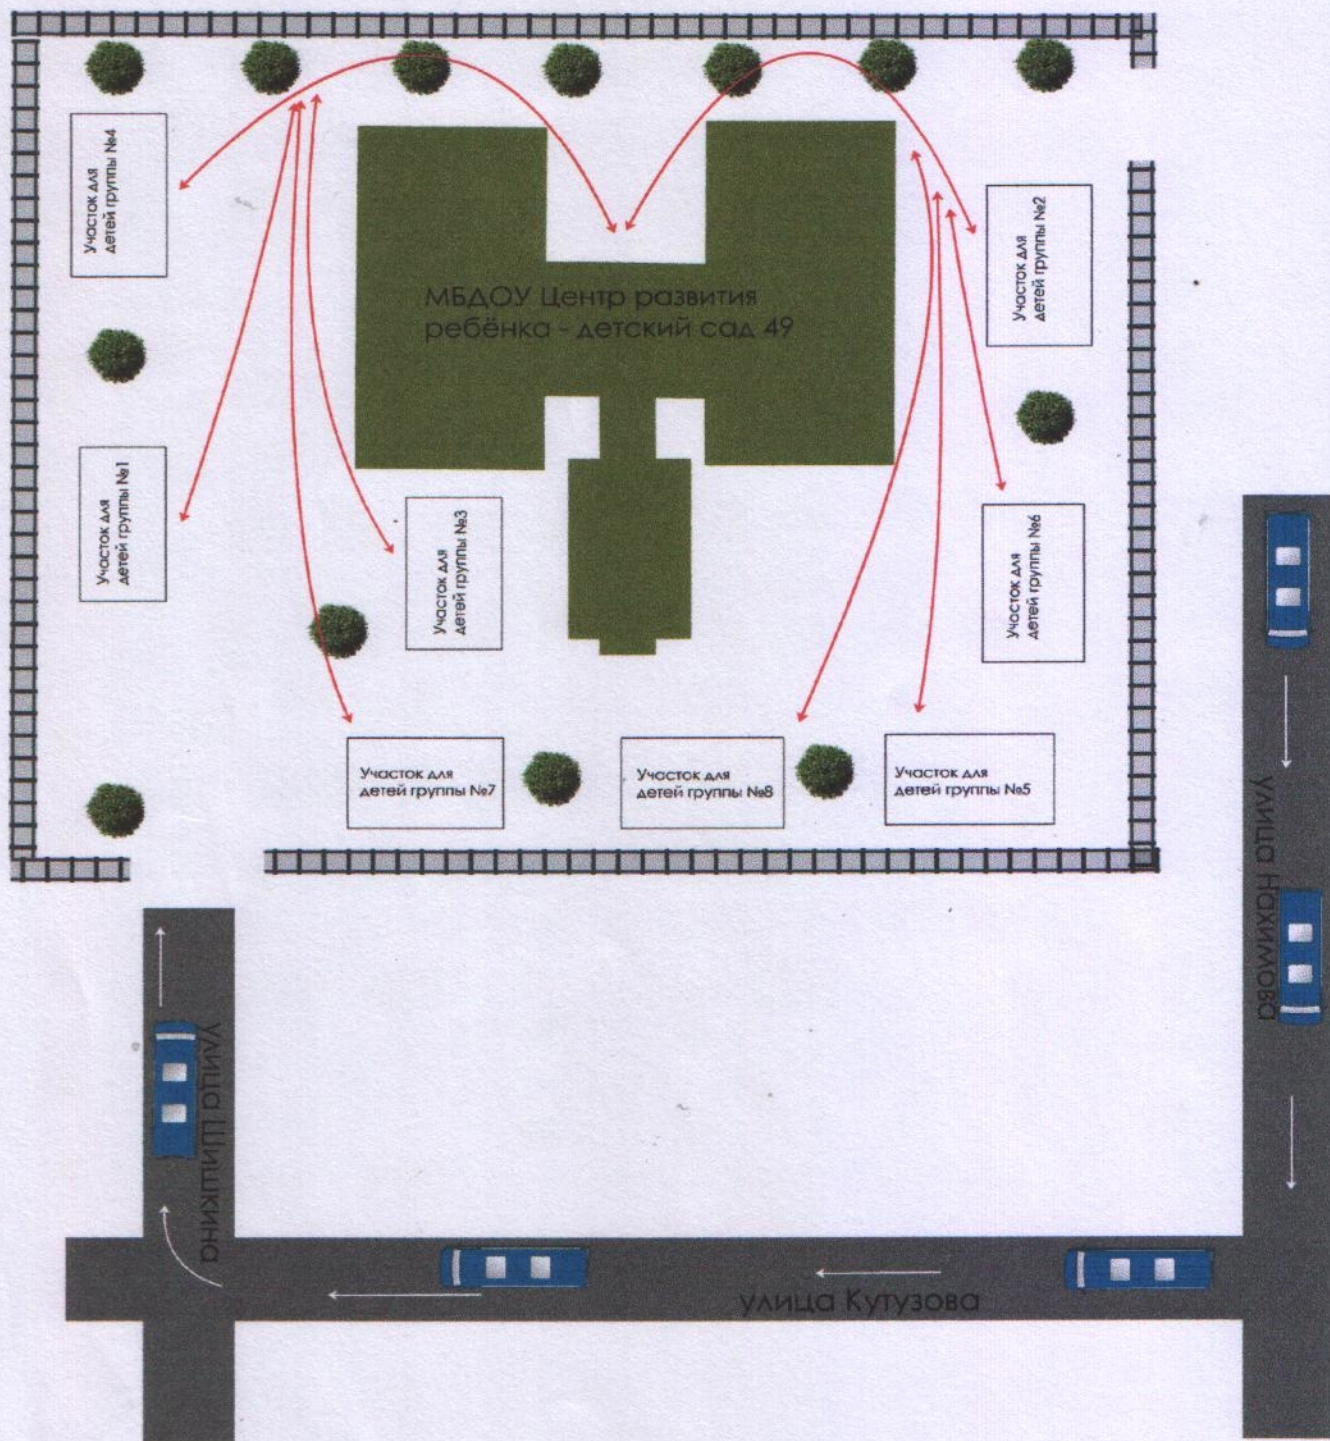 Участок для
детей группы №4
Участок для
детей группы №2
МБДОУ Центр развития
ребёнка - детский сад 49
Участок для
детей группы №1
Участок для
детей группы №3
Участок для
детей группы №6
Участок для
детей группы №7
Участок для
детей группы №8
Участок для
детей группы №5
улица Нахимова
улица Шишкина
улица Кутузова